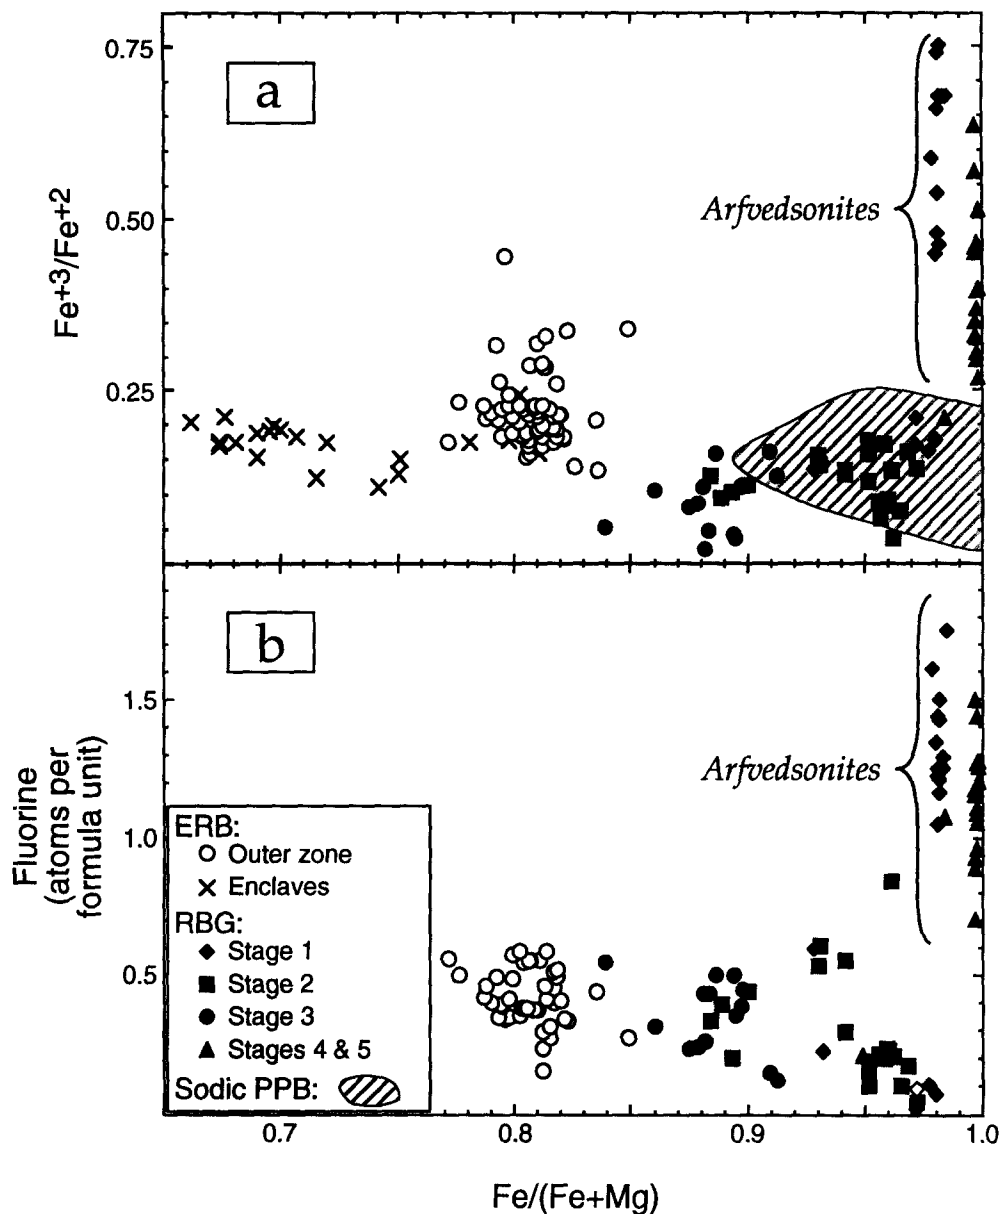 a
0.75
0.50
0.25
Fe+3/Fe+2
Arfvedsonites
b
1.5
1.0
0.5
Fluorine
(atoms per
formula unit)
Arfvedsonites
ERB:
Outer zone
Enclaves
RBG:
Stage 1
Stage 2
Stage 3
Stages 4 & 5
Sodic PPB:
0.7
0.8
0.9
1.0
Fe/(Fe+Mg)